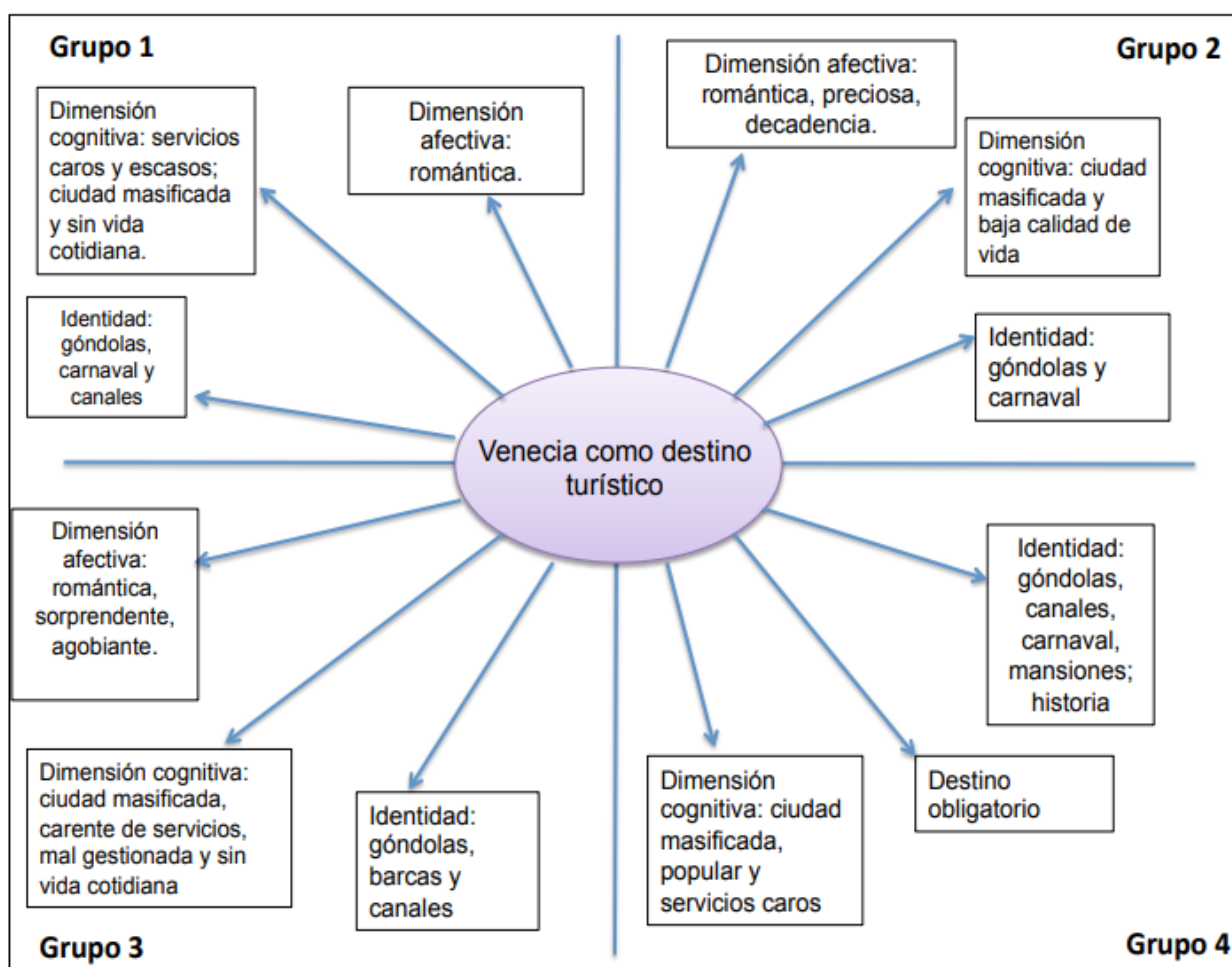 Grupo 1
Dimensión
cognitiva: servicios
caros y escasos;
ciudad masificada
y sin vida
cotidiana.
Dimensión
afectiva:
romántica.
Identidad:
góndolas,
carnaval y
canales
Grupo 2
Dimensión afectiva:
romántica, preciosa,
decadencia.
Dimensión
cognitiva: ciudad
masificada y
baja calidad de
vida
Identidad:
góndolas y
carnaval
Venecia como destino
turístico
Dimensión
afectiva:
romántica,
sorprendente,
agobiante.
Dimensión cognitiva:
ciudad masificada,
carente de servicios,
mal gestionada y sin
vida cotidiana
Identidad:
góndolas,
barcas y
canales
Grupo 3
Identidad:
góndolas,
canales,
carnaval,
mansiones;
historia
Dimensión
cognitiva: ciudad
masificada,
popular y
servicios caros
Destino
obligatorio
Grupo 4